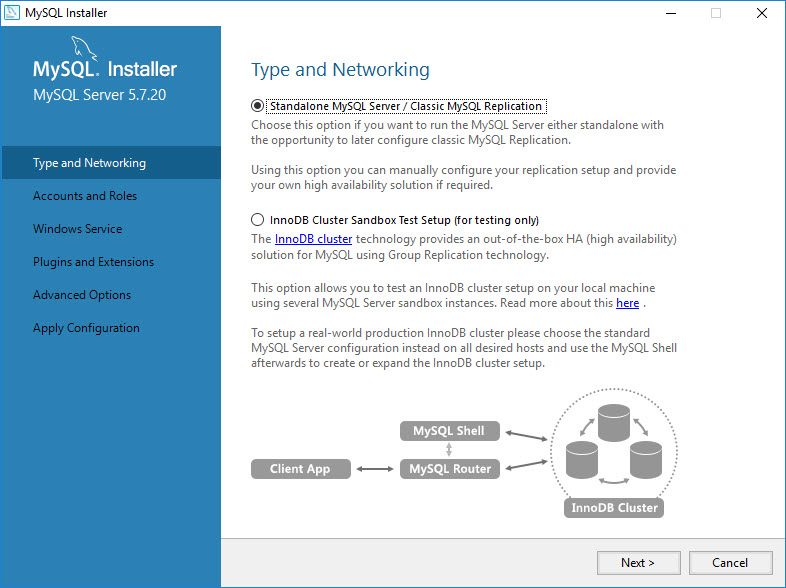 MySQL Installer
MySQL. Installer
MySQL Server 5.7.20
Type and Networking
Accounts and Roles
Windows Service
Plugins and Extensions
Advanced Options
Apply Configuration
Type and Networking
Standalone MySQL Server / Classic MySQL Replication
Choose this option if you want to run the MySQL Server either standalone with
the opportunity to later configure classic MySQL Replication.
Using this option you can manually configure your replication setup and provide
your own high availability solution if required.
InnoDB Cluster Sandbox Test Setup (for testing only)
The InnoDB cluster technology provides an out-of-the-box HA (high availability)
solution for MySQL using Group Replication technology.
This option allows you to test an InnoDB cluster setup on your local machine
using several MySQL Server sandbox instances. Read more about this here .
To setup a real-world production InnoDB cluster please choose the standard
MySQL Server configuration instead on all desired hosts and use the MySQL Shell
afterwards to create or expand the InnoDB cluster setup.
MySQL Shell
Client App
MySQL Router
InnoDB Cluster
Next >
Cancel